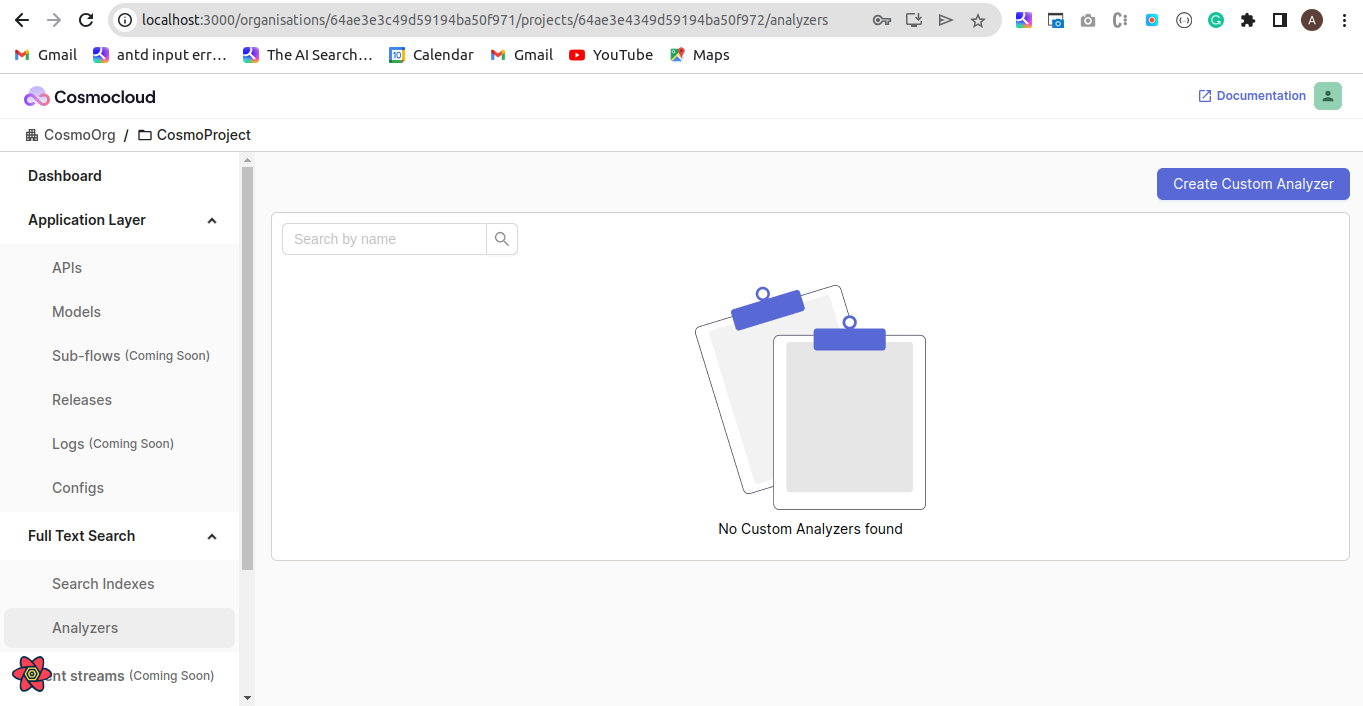 localhost:3000/organisations/64ae3e3c49d59194ba50f971/projects/64ae3e4349d59194ba50f972/analyzers
A
Gmail antd input err... The AI Search... 10 Calendar Gmail YouTube Maps
Cosmocloud
Documentation
CosmoOrg / CosmoProject
Dashboard
Create Custom Analyzer
Application Layer
Search by name
APIs
Models
Sub-flows (Coming Soon)
Releases
Logs (Coming Soon)
Configs
No Custom Analyzers found
Full Text Search
Search Indexes
Analyzers
nt streams (Coming Soon)